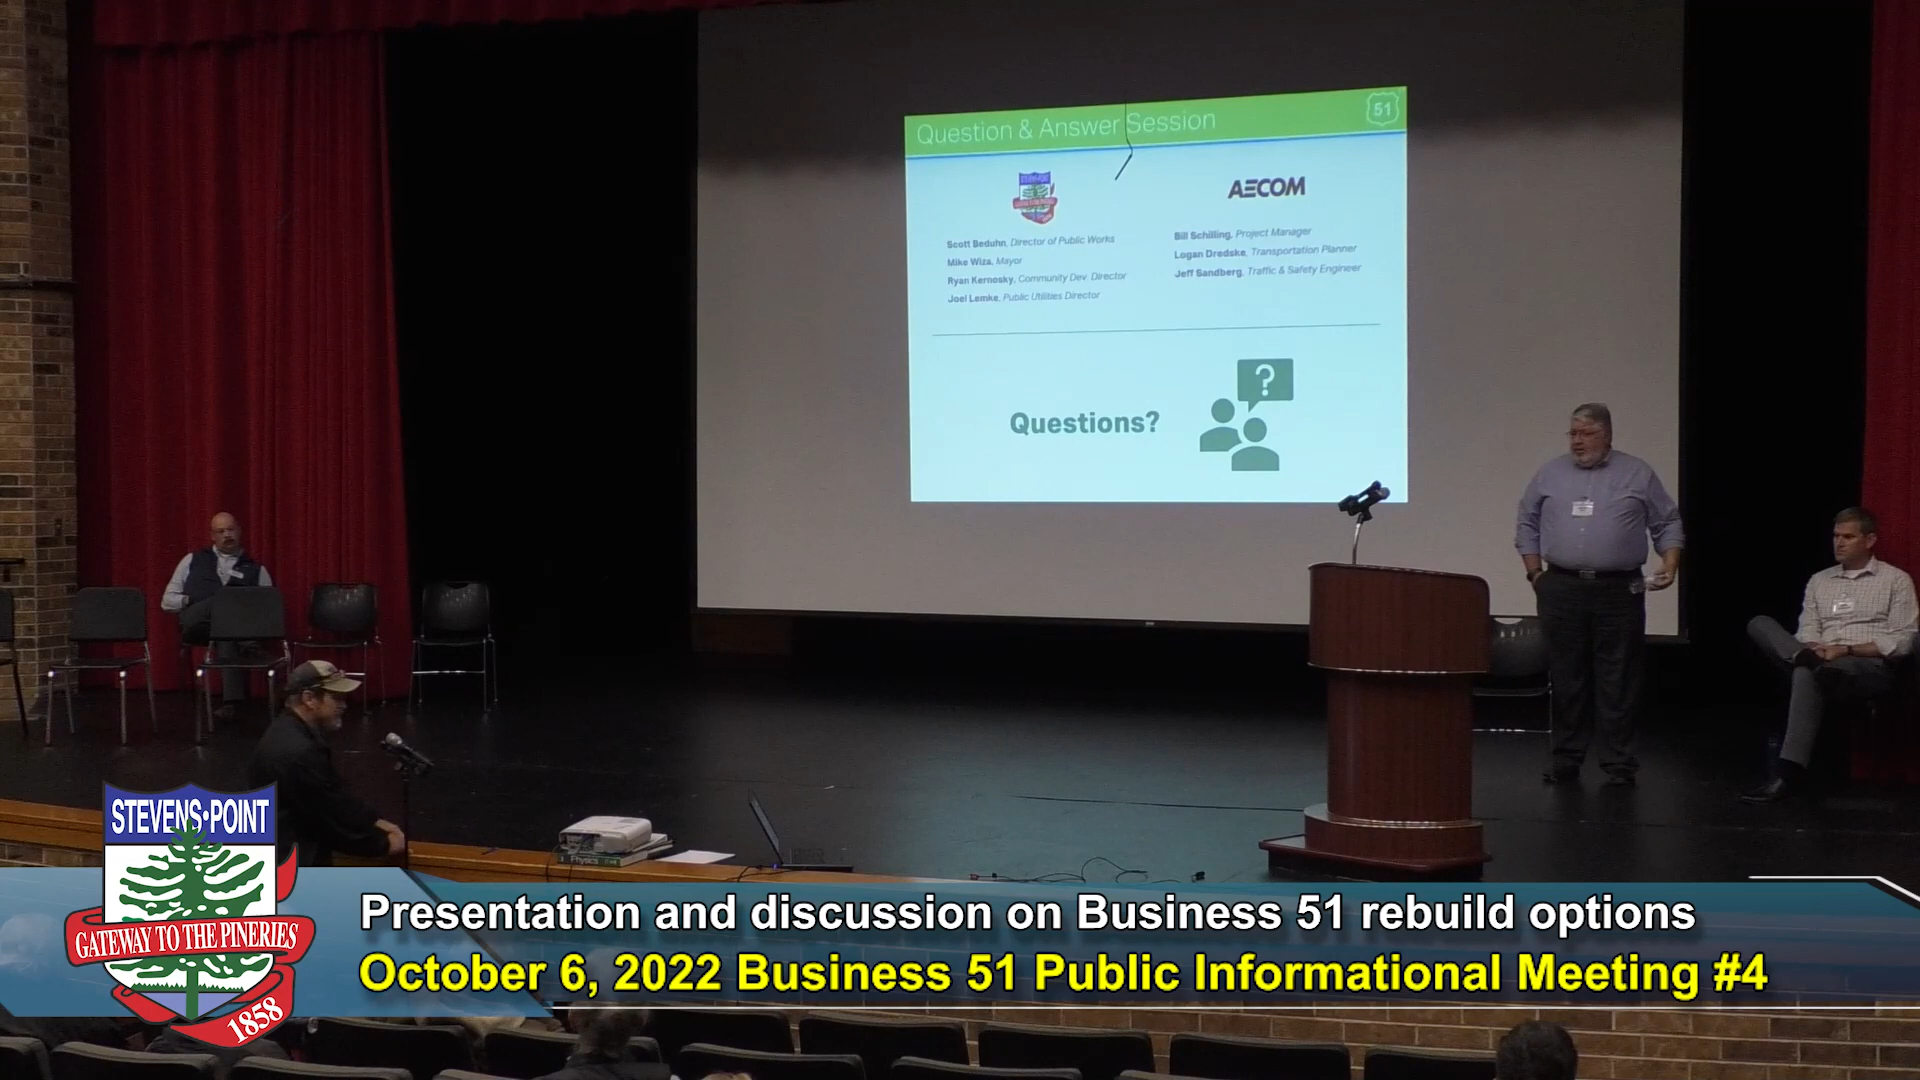 Question & Answer Session
51
AECOM
Scott Beduhn, Director of Public Works
Mike Wiza, Mayor
Ryan Kernosky, Community Dev. Director
Joel Lemke, Public Utilities Director
Bill Schilling, Project Manager
Logan Dredske, Transportation Planner
Jeff Sandberg, Traffic & Safety Engineer
Questions?
?
Physics
STEVENS·POINT
GATEWAY TO THE PINERIES
1858
Presentation and discussion on Business 51 rebuild options
October 6, 2022 Business 51 Public Informational Meeting #4